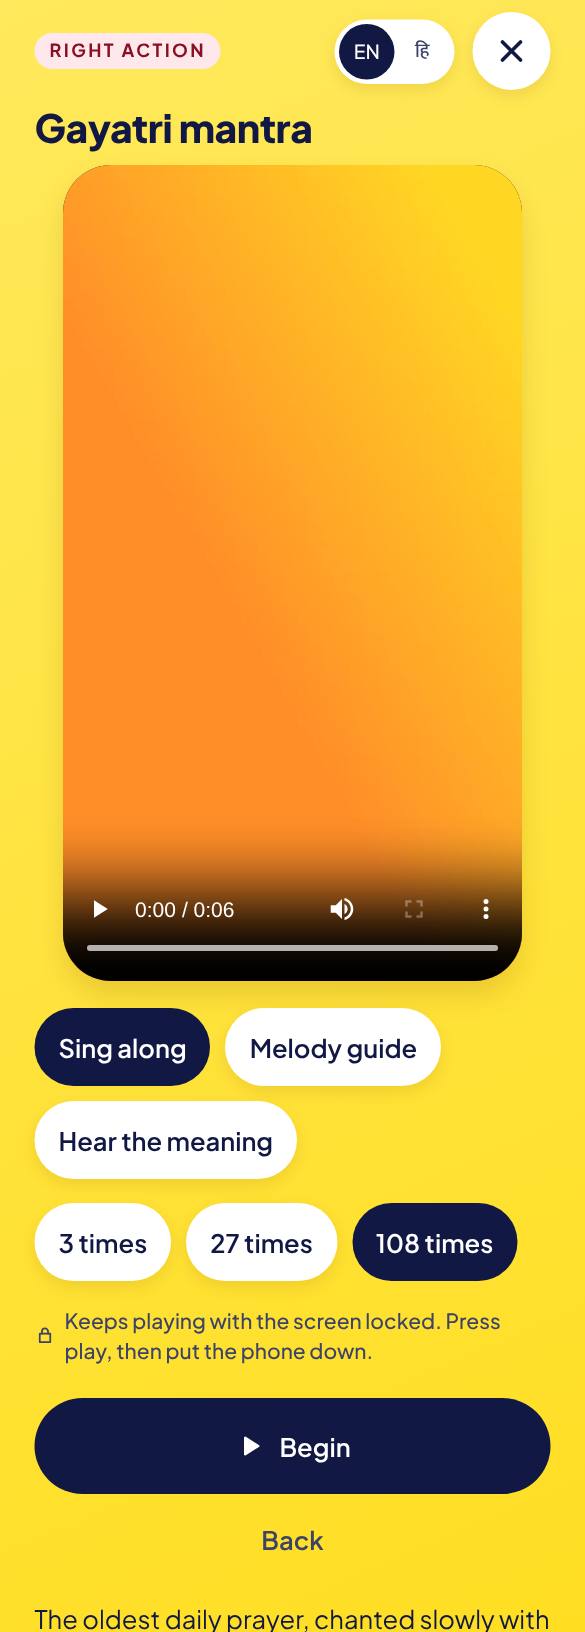 RIGHT ACTION
EN
हि
Gayatri mantra
0:00 / 0:06
Sing along
Melody guide
Hear the meaning
3 times
27 times
108 times
Keeps playing with the screen locked. Press
play, then put the phone down.
Begin
Back
The oldest daily prayer, chanted slowly with